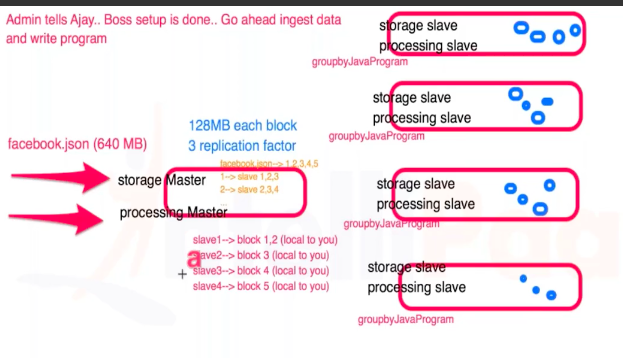 Admin tells Ajay.. Boss setup is done.. Go ahead ingest data
and write program
storage slave
processing slave
groupbyJavaProgram
storage slave
processing slave
groupbyJavaProgram
128MB each block
3 replication factor
facebook.json (640 MB)
facebook.json--> 1,2,3,4,5
1--> slave 1,2,3
2--> slave 2,3,4
...
storage Master
processing Master
storage slave
processing slave
groupbyJavaProgram
slave1--> block 1,2 (local to you)
slave2--> block 3 (local to you)
slave3--> block 4 (local to you)
slave4--> block 5 (local to you)
a
storage slave
processing slave
groupbyJavaProgram